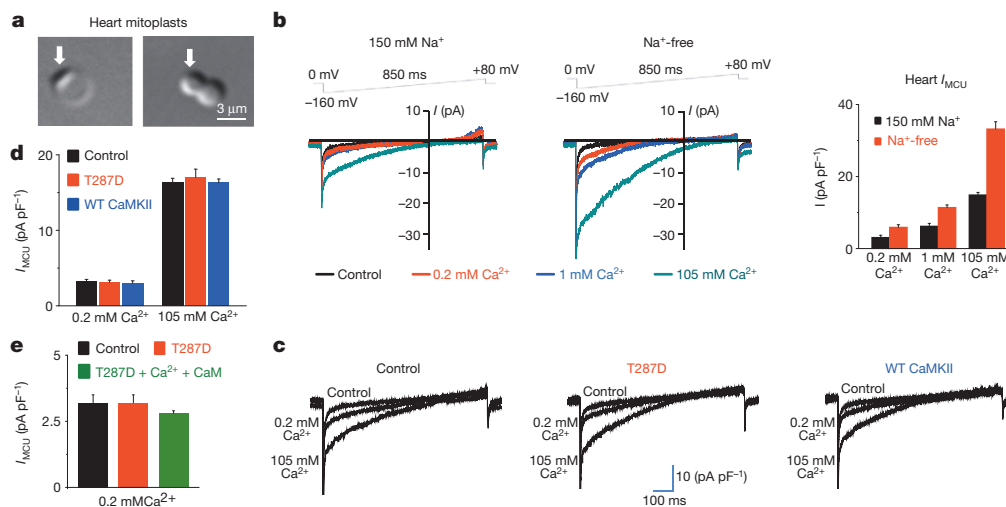 a
Heart mitoplasts
3 μm
b
150 mM Na⁺
0 mV
850 ms
+80 mV
−160 mV
10
I (pA)
−10
−20
−30
Na⁺-free
0 mV
850 ms
+80 mV
−160 mV
10
I (pA)
−10
−20
−30
Control
0.2 mM Ca²⁺
1 mM Ca²⁺
105 mM Ca²⁺
Heart I_MCU
150 mM Na⁺
Na⁺-free
I (pA pF⁻¹)
40
20
0
0.2 mM Ca²⁺
1 mM Ca²⁺
105 mM Ca²⁺
d
Control
T287D
WT CaMKII
I_MCU (pA pF⁻¹)
20
10
0
0.2 mM Ca²⁺
105 mM Ca²⁺
e
Control
T287D
T287D + Ca²⁺ + CaM
I_MCU (pA pF⁻¹)
5
2.5
0
0.2 mMCa²⁺
c
Control
Control
0.2 mM
Ca²⁺
105 mM
Ca²⁺
T287D
Control
0.2 mM
Ca²⁺
105 mM
Ca²⁺
10 (pA pF⁻¹)
100 ms
WT CaMKII
Control
0.2 mM
Ca²⁺
105 mM
Ca²⁺